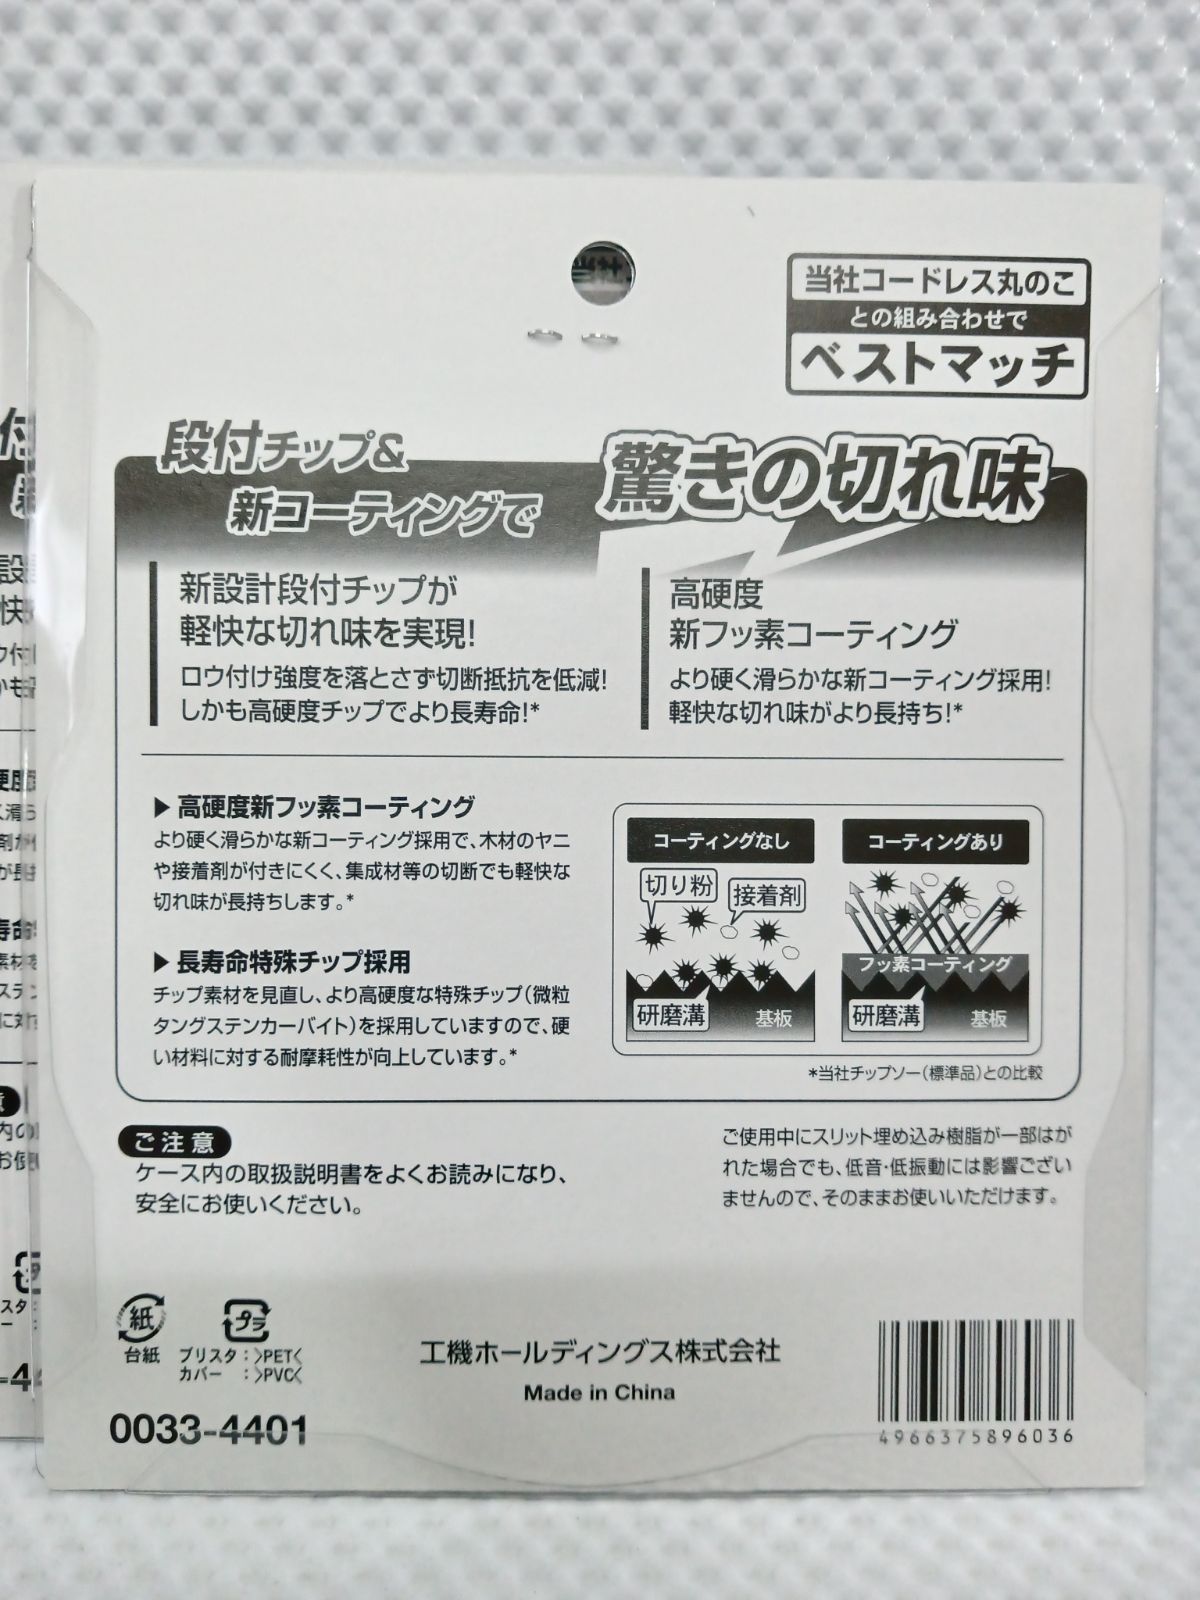 当社コードレス丸のこ
との組み合わせで
ベストマッチ
段付チップ&
新コーティングで
驚きの切れ味
新設計段付チップが
軽快な切れ味を実現!
ロウ付け強度を落とさず切断抵抗を低減!
しかも高硬度チップでより長寿命!*
高硬度
新フッ素コーティング
より硬く滑らかな新コーティング採用!
軽快な切れ味がより長持ち!*
▶高硬度新フッ素コーティング
より硬く滑らかな新コーティング採用で、木材のヤニ
や接着剤が付きにくく、集成材等の切断でも軽快な
切れ味が長持ちします。*
▶長寿命特殊チップ採用
チップ素材を見直し、より高硬度な特殊チップ(微粒
タングステンカーバイト)を採用していますので、硬
い材料に対する耐摩耗性が向上しています。*
コーティングなし
切り粉
接着剤
研磨溝
基板
コーティングあり
フッ素コーティング
研磨溝
基板
*当社チップソー(標準品)との比較
ご注意
ケース内の取扱説明書をよくお読みになり、
安全にお使いください。
ご使用中にスリット埋め込み樹脂が一部はが
れた場合でも、低音・低振動には影響ござい
ませんので、そのままお使いいただけます。
紙
台紙
プラ
ブリスタ:>PET<
カバー:>PVC<
工機ホールディングス株式会社
Made in China
0033-4401
4966375896036